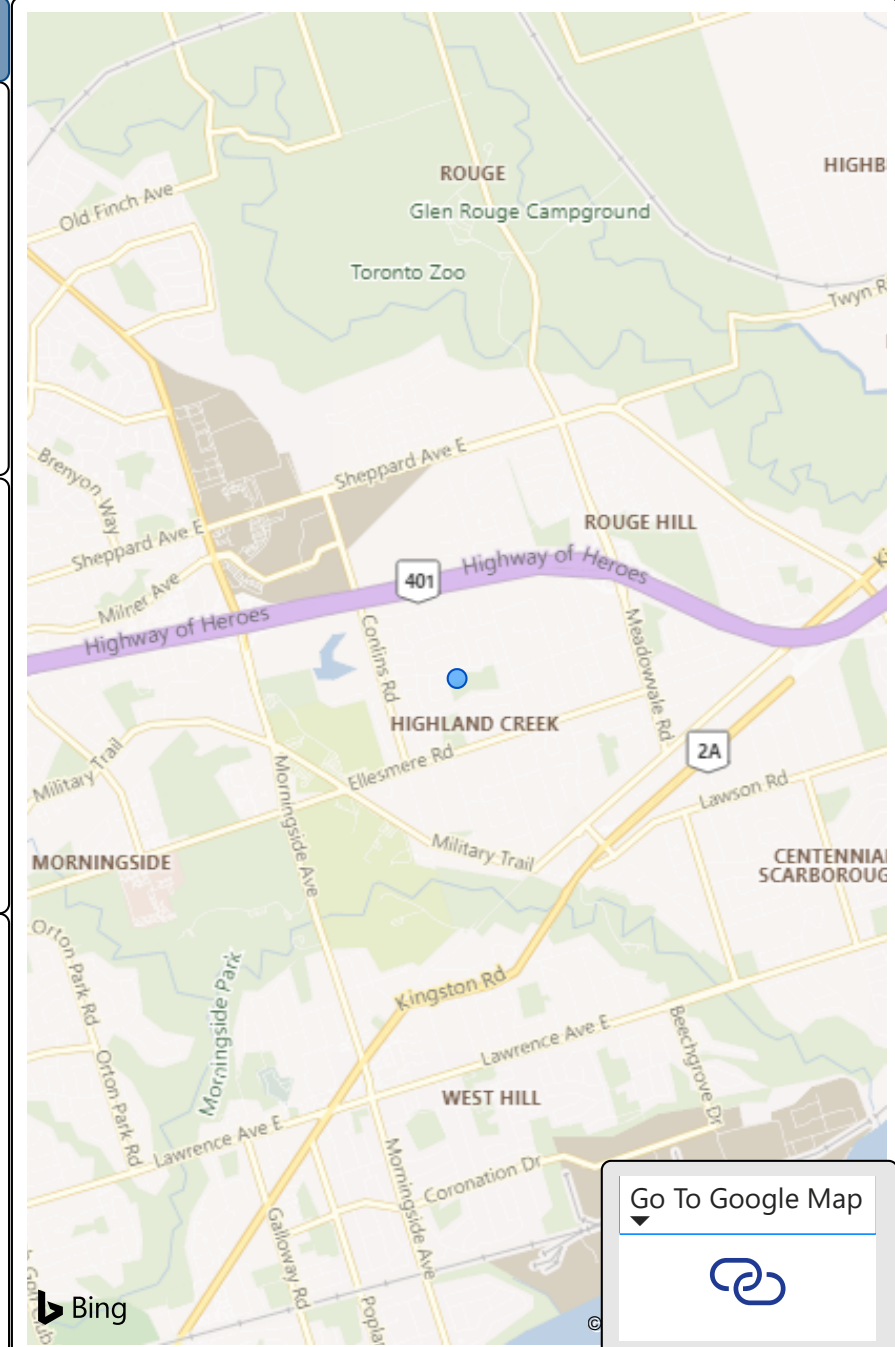 ROUGE
HIGHB
Old Finch Ave
Glen Rouge Campground
Toronto Zoo
Twyn R
Brenyon Way
Sheppard Ave E
ROUGE HILL
Sheppard Ave E
Highway of Heroes
401
Ki
Milner Ave
Highway of Heroes
Conlins Rd
Meadowvale Rd
HIGHLAND CREEK
2A
Military Trail
Ellesmere Rd
Morningside Ave
Lawson Rd
Military Trail
MORNINGSIDE
CENTENNIAL
SCARBOROUG
Orton Park Rd
Morningside Park
Kingston Rd
Lawrence Ave E
Beechgrove Dr
Orton Park Rd
WEST HILL
Lawrence Ave E
Morningside Ave
Coronation Dr
Galloway Rd
Poplar
Go To Google Map
Bing
©